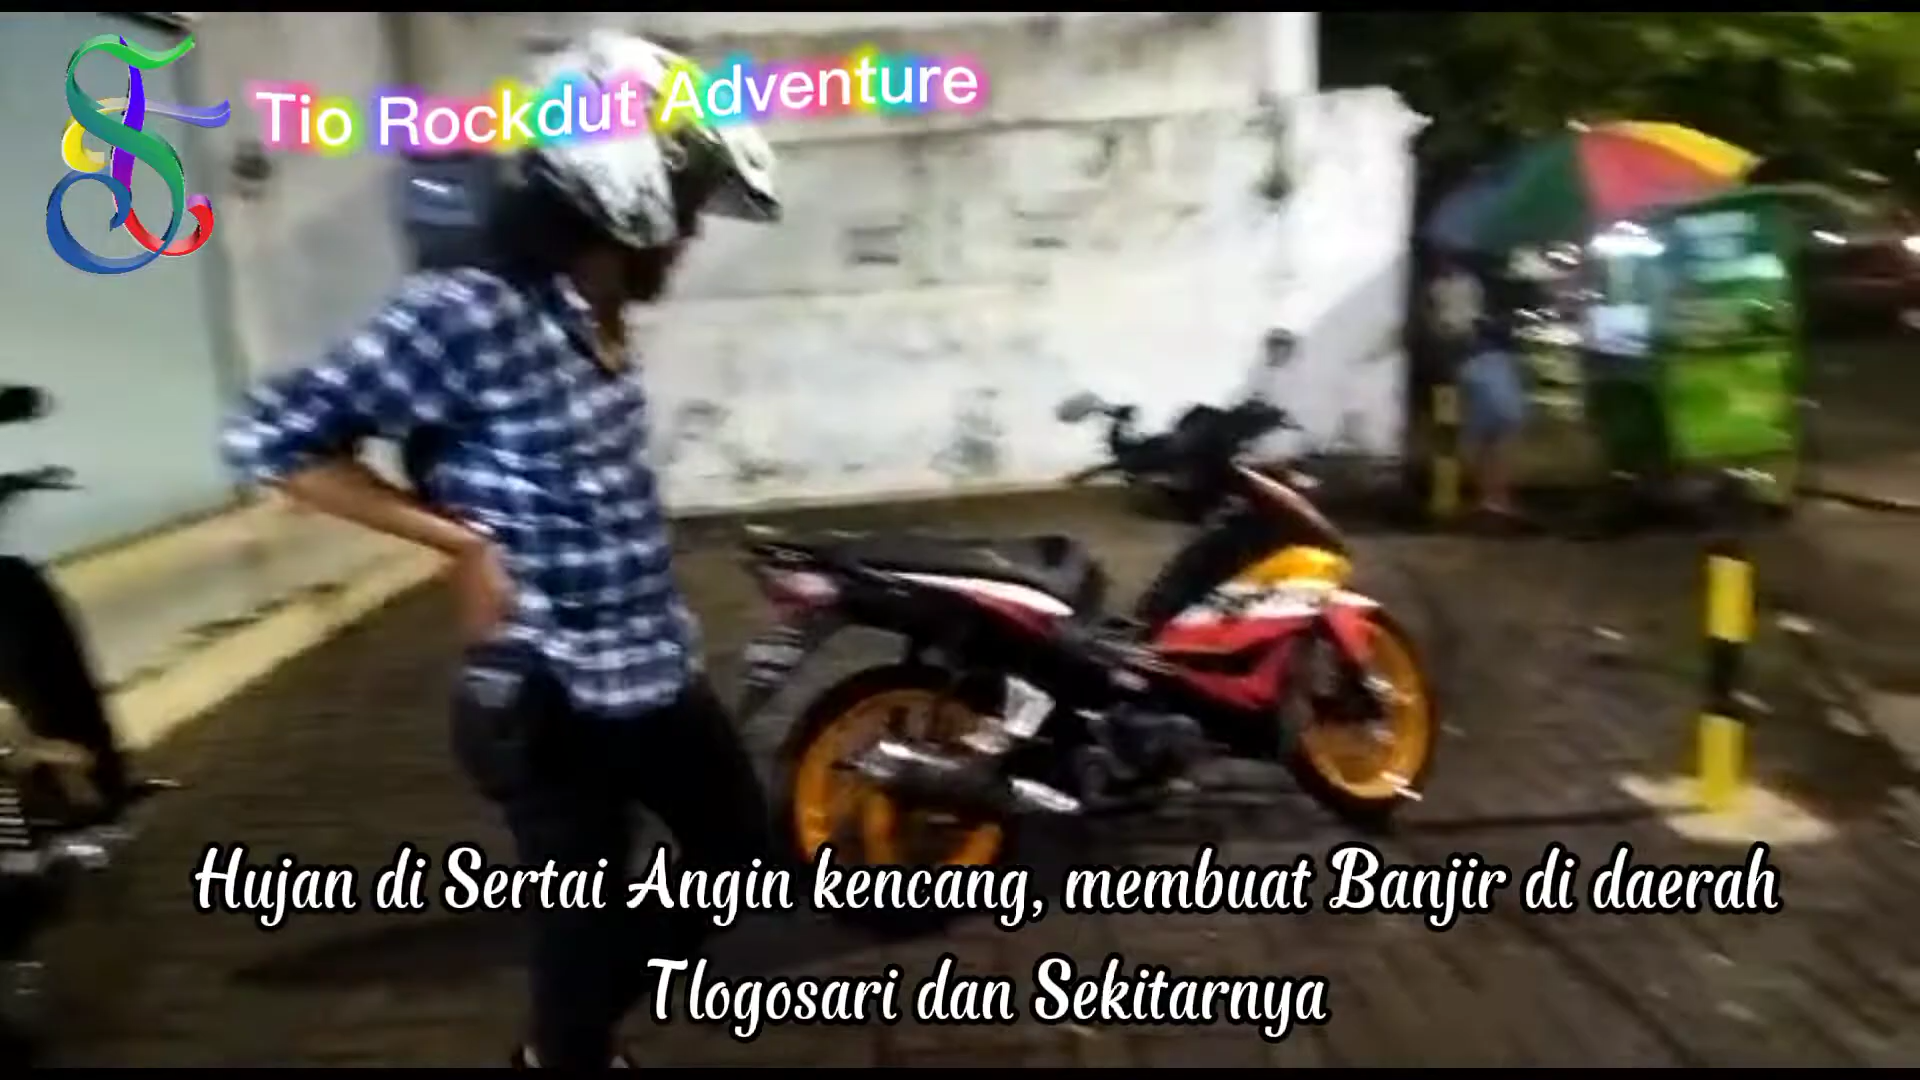 Tio Rockdut Adventure
Hujan di Sertai Angin kencang, membuat Banjir di daerah
Tlogosari dan Sekitarnya